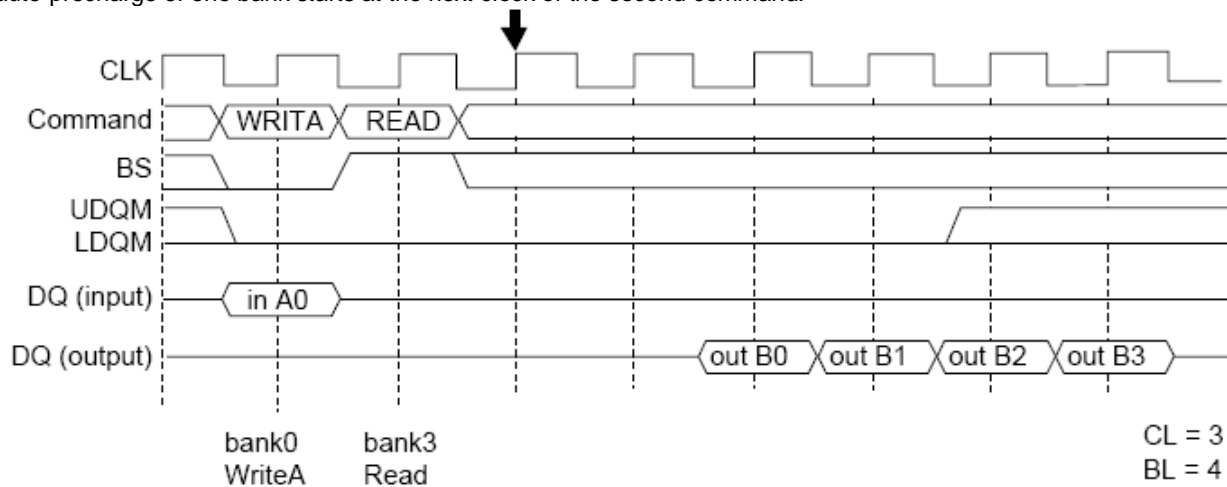 auto precharge of one bank starts at the next clock of the second command.
CLK
Command WRITA READ
BS
UDQM
LDQM
DQ (input) in A0
DQ (output) out B0 out B1 out B2 out B3
bank0 bank3 CL = 3
WriteA Read BL = 4